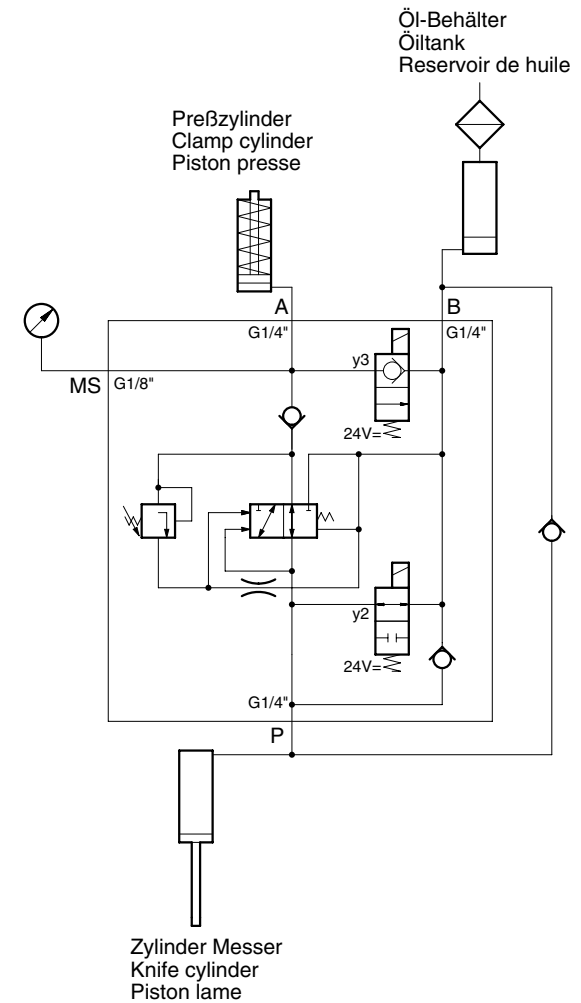 Öl-Behälter
Öiltank
Reservoir de huile
Preßzylinder
Clamp cylinder
Piston presse
A
B
G1/4"
G1/4"
y3
MS
G1/8"
24V=
y2
24V=
G1/4"
P
Zylinder Messer
Knife cylinder
Piston lame